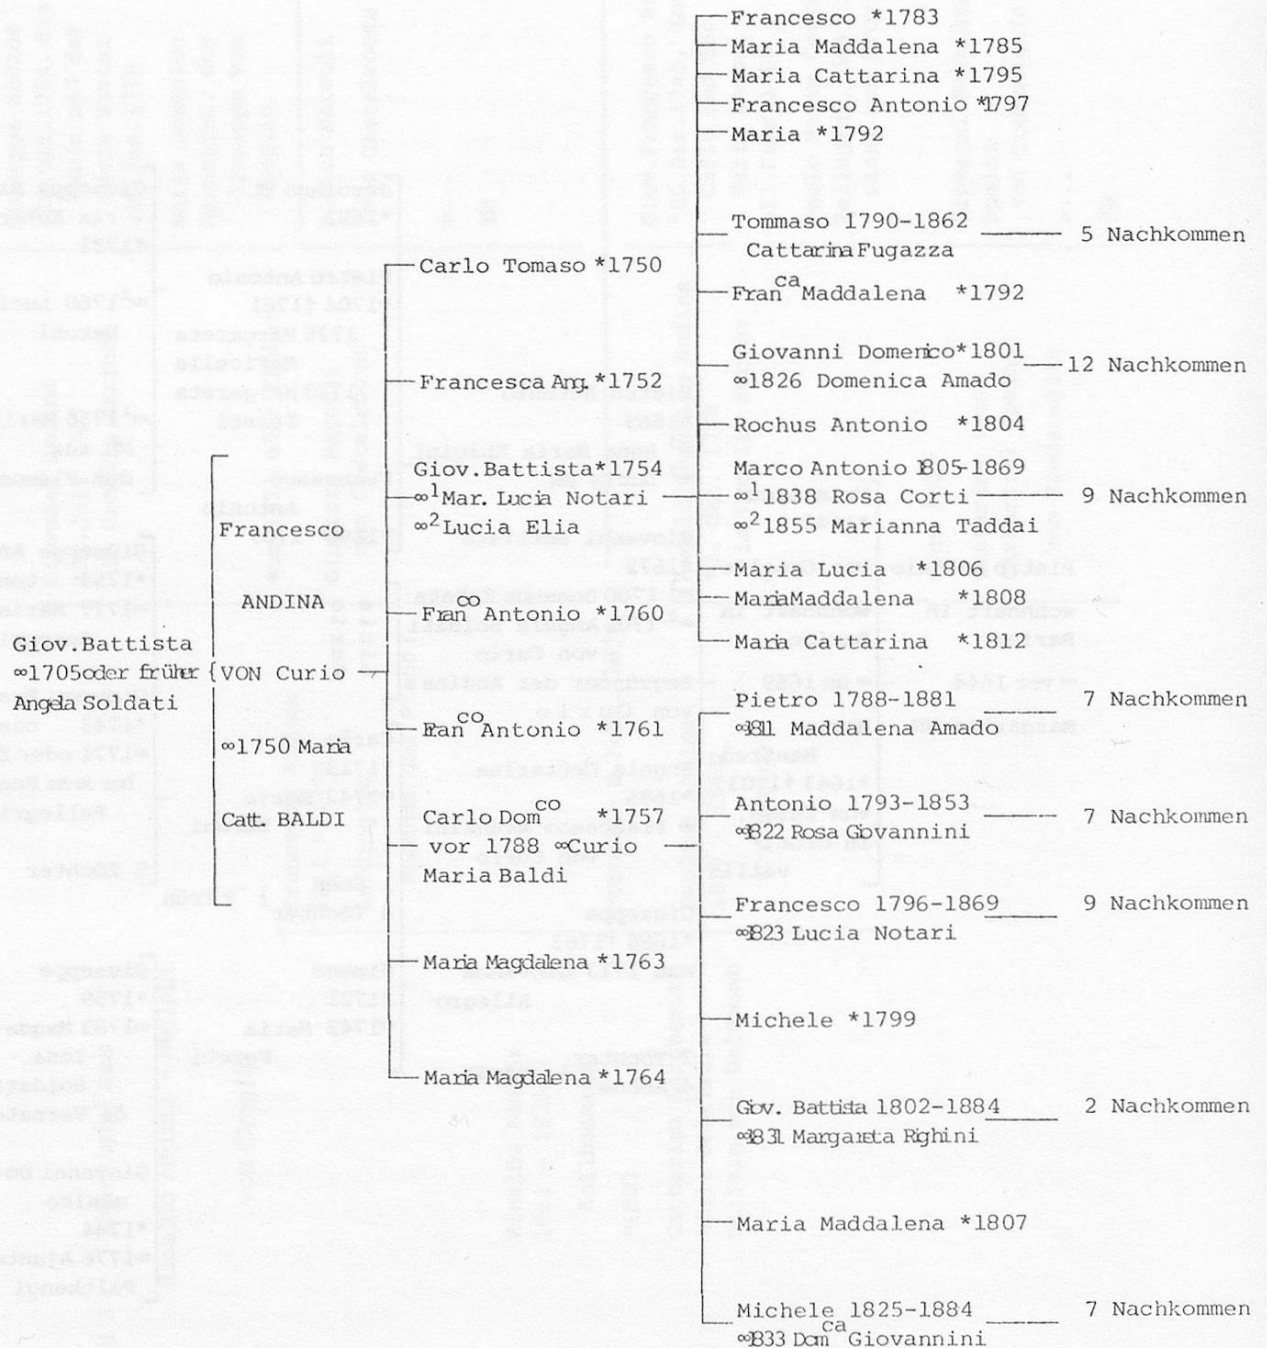 Giov.Battista
∞1705oder früher
Angela Soldati
Francesco
ANDINA
VON Curio
∞1750 Maria
Catt. BALDI
Carlo Tomaso *1750
Francesca Ang. *1752
Giov.Battista*1754
∞1Mar. Lucia Notari
∞2Lucia Elia
Franco Antonio *1760
Franco Antonio *1761
Carlo Domco *1757
vor 1788 ∞Curio
Maria Baldi
Maria Magdalena *1763
Maria Magdalena *1764
Francesco *1783
Maria Maddalena *1785
Maria Cattarina *1795
Francesco Antonio *1797
Maria *1792
Tommaso 1790-1862
Cattarina Fugazza
5 Nachkommen
Franca Maddalena *1792
Giovanni Domenico*1801
∞1826 Domenica Amado
12 Nachkommen
Rochus Antonio *1804
Marco Antonio 1805-1869
∞1 1838 Rosa Corti
∞2 1855 Marianna Taddai
9 Nachkommen
Maria Lucia *1806
Maria Maddalena *1808
Maria Cattarina *1812
Pietro 1788-1881
∞1811 Maddalena Amado
7 Nachkommen
Antonio 1793-1853
∞1822 Rosa Giovannini
7 Nachkommen
Francesco 1796-1869
∞1823 Lucia Notari
9 Nachkommen
Michele *1799
Giov. Battista 1802-1884
∞1831 Margareta Righini
2 Nachkommen
Maria Maddalena *1807
Michele 1825-1884
∞1833 Domca Giovannini
7 Nachkommen